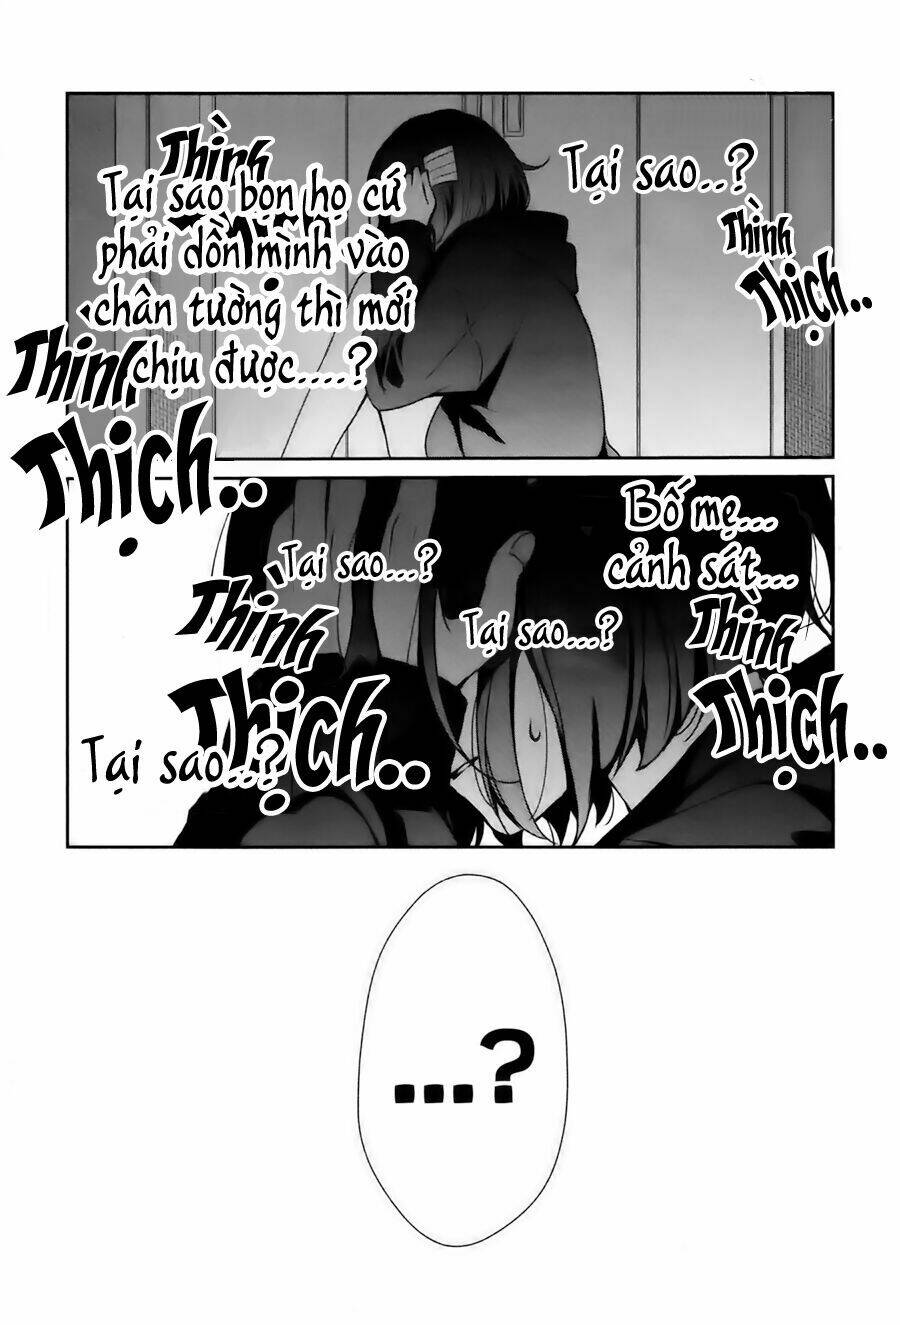 Thình
Thịch
Tại sao..?
Tại sao bọn họ cứ
phải dồn mình vào
chân tường thì mới
chịu được....?
Thình
Thịch..
Thình
Thịch..
Bố mẹ...
cảnh sát...
Tại sao...?
Tại sao...?
Thình
Thịch..
Thình
Thịch..
Tại sao...?
...?